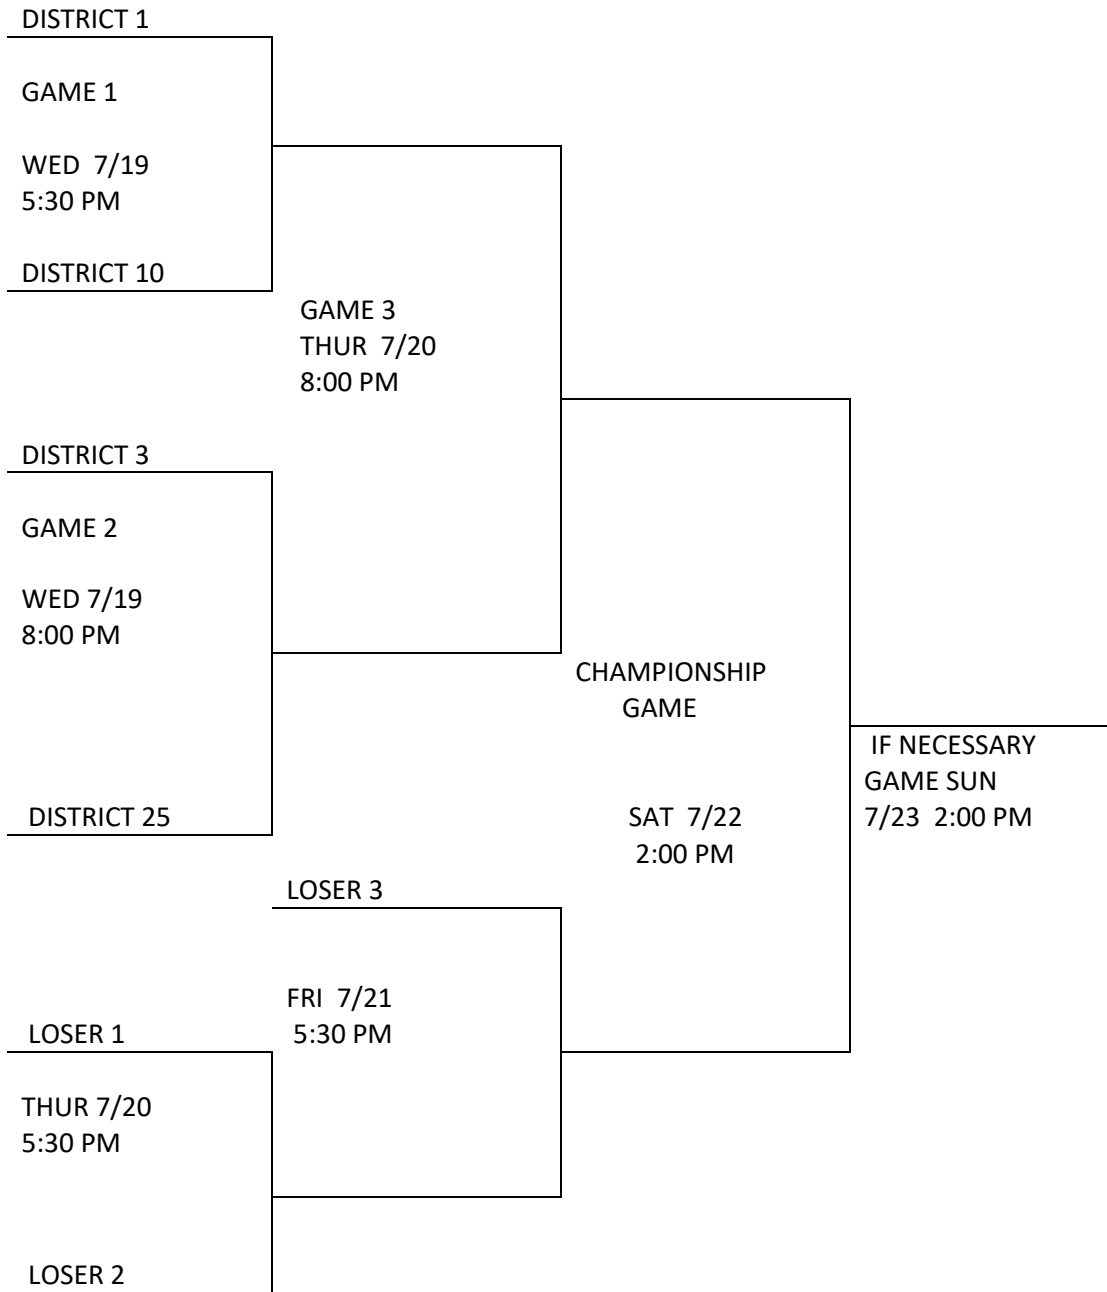 DISTRICT 1
GAME 1
WED  7/19
5:30 PM
DISTRICT 10
GAME 3
THUR  7/20
8:00 PM
DISTRICT 3
GAME 2
WED 7/19
8:00 PM
DISTRICT 25
CHAMPIONSHIP
GAME
SAT  7/22
2:00 PM
IF NECESSARY
GAME SUN
7/23  2:00 PM
LOSER 3
FRI  7/21
5:30 PM
LOSER 1
THUR 7/20
5:30 PM
LOSER 2